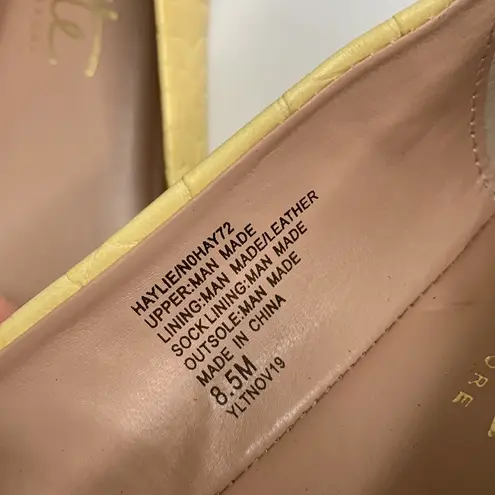 HAYLIE/N0HAY72
UPPER:MAN MADE
LINING:MAN MADE/LEATHER
SOCK LINING:MAN MADE
OUTSOLE:MAN MADE
MADE IN CHINA
8.5M
YLTNOV19